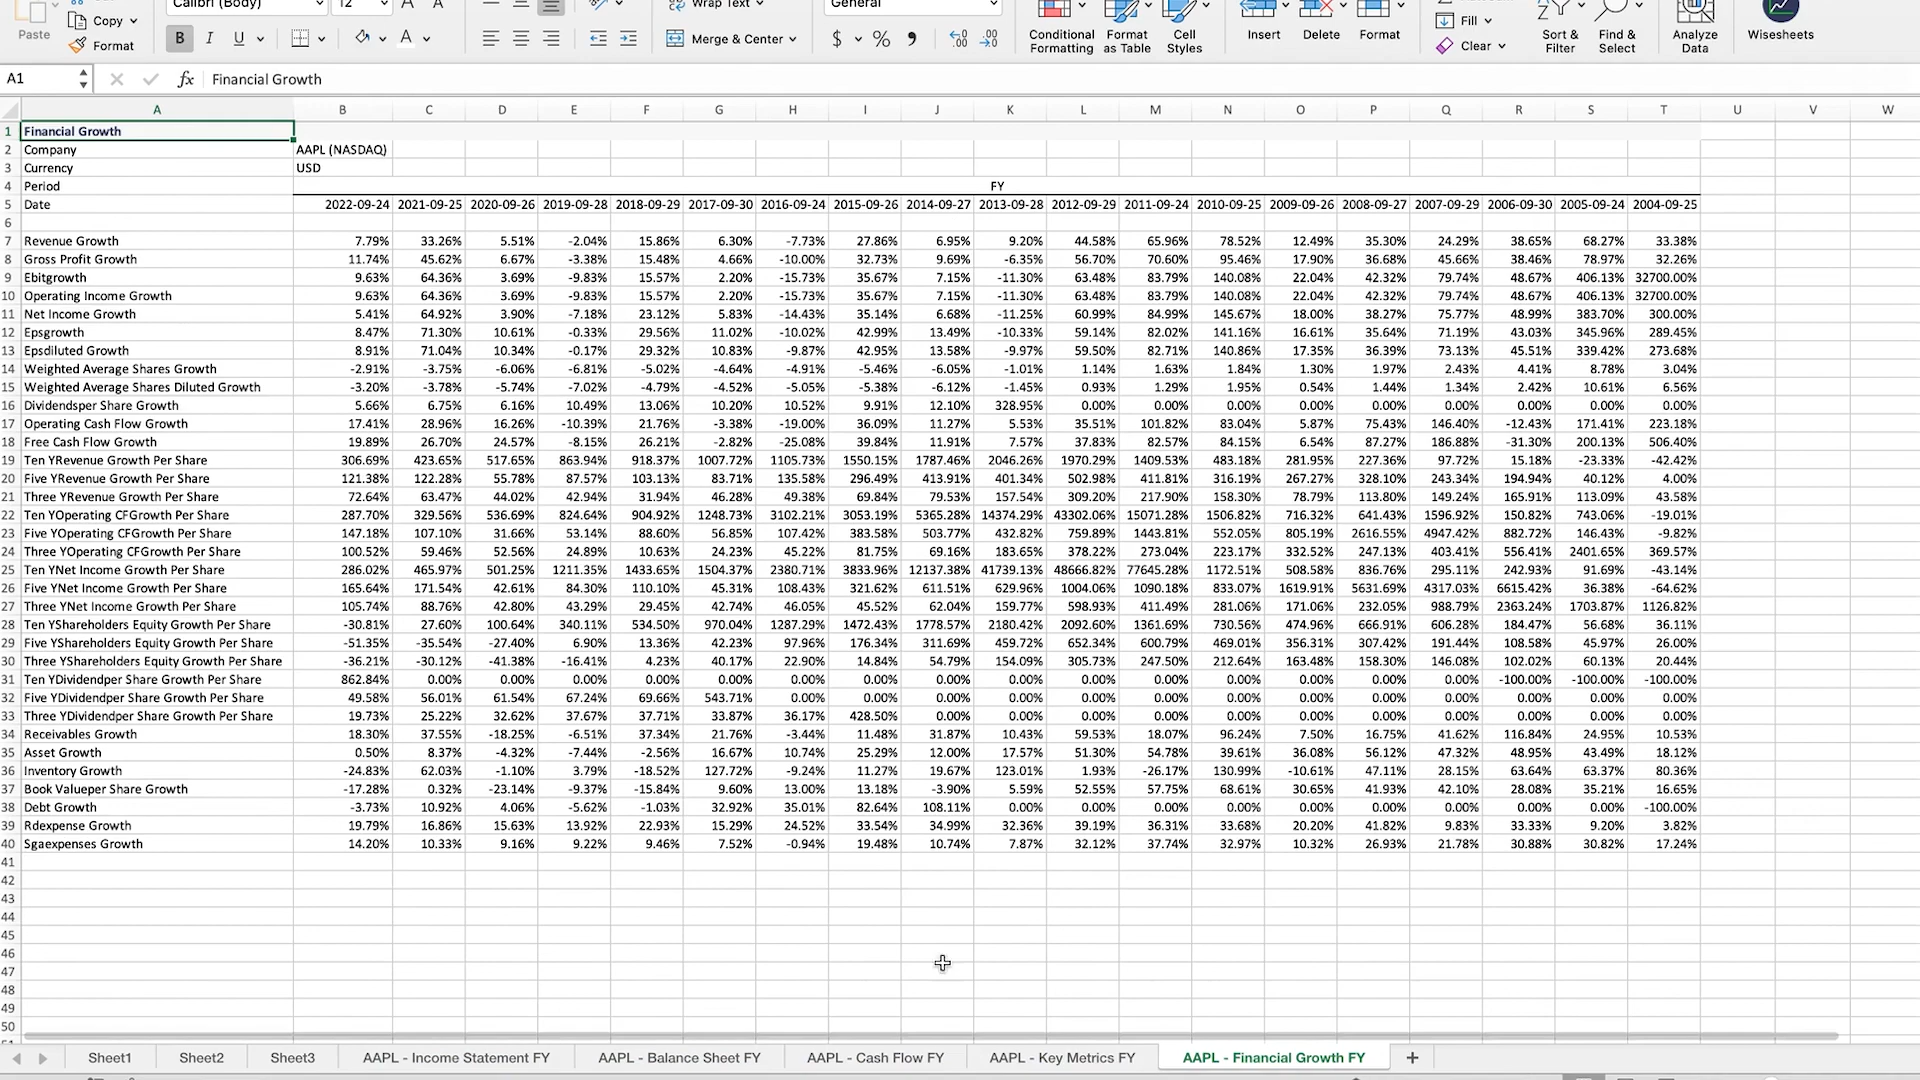 Calibri (Body) 12 A A Wrap Text General
Paste Copy Format B I U A Merge & Center $ % Conditional Formatting Format as Table Cell Styles Insert Delete Format Fill Clear Sort & Filter Find & Select Analyze Data Wisesheets
A1 fx Financial Growth
A B C D E F G H I J K L M N O P Q R S T U V W
1 Financial Growth
2 Company AAPL (NASDAQ)
3 Currency USD
4 Period FY
5 Date 2022-09-24 2021-09-25 2020-09-26 2019-09-28 2018-09-29 2017-09-30 2016-09-24 2015-09-26 2014-09-27 2013-09-28 2012-09-29 2011-09-24 2010-09-25 2009-09-26 2008-09-27 2007-09-29 2006-09-30 2005-09-24 2004-09-25
6
7 Revenue Growth 7.79% 33.26% 5.51% -2.04% 15.86% 6.30% -7.73% 27.86% 6.95% 9.20% 44.58% 65.96% 78.52% 12.49% 35.30% 24.29% 38.65% 68.27% 33.38%
8 Gross Profit Growth 11.74% 45.62% 6.67% -3.38% 15.48% 4.66% -10.00% 32.73% 9.69% -6.35% 56.70% 70.60% 95.46% 17.90% 36.68% 45.66% 38.46% 78.97% 32.26%
9 Ebitgrowth 9.63% 64.36% 3.69% -9.83% 15.57% 2.20% -15.73% 35.67% 7.15% -11.30% 63.48% 83.79% 140.08% 22.04% 42.32% 79.74% 48.67% 406.13% 32700.00%
10 Operating Income Growth 9.63% 64.36% 3.69% -9.83% 15.57% 2.20% -15.73% 35.67% 7.15% -11.30% 63.48% 83.79% 140.08% 22.04% 42.32% 79.74% 48.67% 406.13% 32700.00%
11 Net Income Growth 5.41% 64.92% 3.90% -7.18% 23.12% 5.83% -14.43% 35.14% 6.68% -11.25% 60.99% 84.99% 145.67% 18.00% 38.27% 75.77% 48.99% 383.70% 300.00%
12 Epsgrowth 8.47% 71.30% 10.61% -0.33% 29.56% 11.02% -10.02% 42.99% 13.49% -10.33% 59.14% 82.02% 141.16% 16.61% 35.64% 71.19% 43.03% 345.96% 289.45%
13 Epsdiluted Growth 8.91% 71.04% 10.34% -0.17% 29.32% 10.83% -9.87% 42.95% 13.58% -9.97% 59.50% 82.71% 140.86% 17.35% 36.39% 73.13% 45.51% 339.42% 273.68%
14 Weighted Average Shares Growth -2.91% -3.75% -6.06% -6.81% -5.02% -4.64% -4.91% -5.46% -6.05% -1.01% 1.14% 1.63% 1.84% 1.30% 1.97% 2.43% 4.41% 8.78% 3.04%
15 Weighted Average Shares Diluted Growth -3.20% -3.78% -5.74% -7.02% -4.79% -4.52% -5.05% -5.38% -6.12% -1.45% 0.93% 1.29% 1.95% 0.54% 1.44% 1.34% 2.42% 10.61% 6.56%
16 Dividendsper Share Growth 5.66% 6.75% 6.16% 10.49% 13.06% 10.20% 10.52% 9.91% 12.10% 328.95% 0.00% 0.00% 0.00% 0.00% 0.00% 0.00% 0.00% 0.00% 0.00%
17 Operating Cash Flow Growth 17.41% 28.96% 16.26% -10.39% 21.76% -3.38% -19.00% 36.09% 11.27% 5.53% 35.51% 101.82% 83.04% 5.87% 75.43% 146.40% -12.43% 171.41% 223.18%
18 Free Cash Flow Growth 19.89% 26.70% 24.57% -8.15% 26.21% -2.82% -25.08% 39.84% 11.91% 7.57% 37.83% 82.57% 84.15% 6.54% 87.27% 186.88% -31.30% 200.13% 506.40%
19 Ten YRevenue Growth Per Share 306.69% 423.65% 517.65% 863.94% 918.37% 1007.72% 1105.73% 1550.15% 1787.46% 2046.26% 1970.29% 1409.53% 483.18% 281.95% 227.36% 97.72% 15.18% -23.33% -42.42%
20 Five YRevenue Growth Per Share 121.38% 122.28% 55.78% 87.57% 103.13% 83.71% 135.58% 296.49% 413.91% 401.34% 502.98% 411.81% 316.19% 267.27% 328.10% 243.34% 194.94% 40.12% 4.00%
21 Three YRevenue Growth Per Share 72.64% 63.47% 44.02% 42.94% 31.94% 46.28% 49.38% 69.84% 79.53% 157.54% 309.20% 217.90% 158.30% 78.79% 113.80% 149.24% 165.91% 113.09% 43.58%
22 Ten YOperating CFGrowth Per Share 287.70% 329.56% 536.69% 824.64% 904.92% 1248.73% 3102.21% 3053.19% 5365.28% 14374.29% 43302.06% 15071.28% 1506.82% 716.32% 641.43% 1596.92% 150.82% 743.06% -19.01%
23 Five YOperating CFGrowth Per Share 147.18% 107.10% 31.66% 53.14% 88.60% 56.85% 107.42% 383.58% 503.77% 432.82% 759.89% 1443.81% 552.05% 805.19% 2616.55% 4947.42% 882.72% 146.43% -9.82%
24 Three YOperating CFGrowth Per Share 100.52% 59.46% 52.56% 24.89% 10.63% 24.23% 45.22% 81.75% 69.16% 183.65% 378.22% 273.04% 223.17% 332.52% 247.13% 403.41% 556.41% 2401.65% 369.57%
25 Ten YNet Income Growth Per Share 286.02% 465.97% 501.25% 1211.35% 1433.65% 1504.37% 2380.71% 3833.96% 12137.38% 41739.13% 48666.82% 77645.28% 1172.51% 508.58% 836.76% 295.11% 242.93% 91.69% -43.14%
26 Five YNet Income Growth Per Share 165.64% 171.54% 42.61% 84.30% 110.10% 45.31% 108.43% 321.62% 611.51% 629.96% 1004.06% 1090.18% 833.07% 1619.91% 5631.69% 4317.03% 6615.42% 36.38% -64.62%
27 Three YNet Income Growth Per Share 105.74% 88.76% 42.80% 43.29% 29.45% 42.74% 46.05% 45.52% 62.04% 159.77% 598.93% 411.49% 281.06% 171.06% 232.05% 988.79% 2363.24% 1703.87% 1126.82%
28 Ten YShareholders Equity Growth Per Share -30.81% 27.60% 100.64% 340.11% 534.50% 970.04% 1287.29% 1472.43% 1778.57% 2180.42% 2092.60% 1361.69% 730.56% 474.96% 666.91% 606.28% 184.47% 56.68% 36.11%
29 Five YShareholders Equity Growth Per Share -51.35% -35.54% -27.40% 6.90% 13.36% 42.23% 97.96% 176.34% 311.69% 459.72% 652.34% 600.79% 469.01% 356.31% 307.42% 191.44% 108.58% 45.97% 26.00%
30 Three YShareholders Equity Growth Per Share -36.21% -30.12% -41.38% -16.41% 4.23% 40.17% 22.90% 14.84% 54.79% 154.09% 305.73% 247.50% 212.64% 163.48% 158.30% 146.08% 102.02% 60.13% 20.44%
31 Ten YDividendper Share Growth Per Share 862.84% 0.00% 0.00% 0.00% 0.00% 0.00% 0.00% 0.00% 0.00% 0.00% 0.00% 0.00% 0.00% 0.00% 0.00% 0.00% -100.00% -100.00% -100.00%
32 Five YDividendper Share Growth Per Share 49.58% 56.01% 61.54% 67.24% 69.66% 543.71% 0.00% 0.00% 0.00% 0.00% 0.00% 0.00% 0.00% 0.00% 0.00% 0.00% 0.00% 0.00% 0.00%
33 Three YDividendper Share Growth Per Share 19.73% 25.22% 32.62% 37.67% 37.71% 33.87% 36.17% 428.50% 0.00% 0.00% 0.00% 0.00% 0.00% 0.00% 0.00% 0.00% 0.00% 0.00% 0.00%
34 Receivables Growth 18.30% 37.55% -18.25% -6.51% 37.34% 21.76% -3.44% 11.48% 31.87% 10.43% 59.53% 18.07% 96.24% 7.50% 16.75% 41.62% 116.84% 24.95% 10.53%
35 Asset Growth 0.50% 8.37% -4.32% -7.44% -2.56% 16.67% 10.74% 25.29% 12.00% 17.57% 51.30% 54.78% 39.61% 36.08% 56.12% 47.32% 48.95% 43.49% 18.12%
36 Inventory Growth -24.83% 62.03% -1.10% 3.79% -18.52% 127.72% -9.24% 11.27% 19.67% 123.01% 1.93% -26.17% 130.99% -10.61% 47.11% 28.15% 63.64% 63.37% 80.36%
37 Book Valueper Share Growth -17.28% 0.32% -23.14% -9.37% -15.84% 9.60% 13.00% 13.18% -3.90% 5.59% 52.55% 57.75% 68.61% 30.65% 41.93% 42.10% 28.08% 35.21% 16.65%
38 Debt Growth -3.73% 10.92% 4.06% -5.62% -1.03% 32.92% 35.01% 82.64% 108.11% 0.00% 0.00% 0.00% 0.00% 0.00% 0.00% 0.00% 0.00% 0.00% -100.00%
39 Rdexpense Growth 19.79% 16.86% 15.63% 13.92% 22.93% 15.29% 24.52% 33.54% 34.99% 32.36% 39.19% 36.31% 33.68% 20.20% 41.82% 9.83% 33.33% 9.20% 3.82%
40 Sgaexpenses Growth 14.20% 10.33% 9.16% 9.22% 9.46% 7.52% -0.94% 19.48% 10.74% 7.87% 32.12% 37.74% 32.97% 10.32% 26.93% 21.78% 30.88% 30.82% 17.24%
41
42
43
44
45
46
47
48
49
50
Sheet1 Sheet2 Sheet3 AAPL - Income Statement FY AAPL - Balance Sheet FY AAPL - Cash Flow FY AAPL - Key Metrics FY AAPL - Financial Growth FY